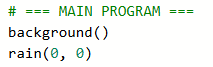 # === MAIN PROGRAM ===
background()
rain(0, 0)